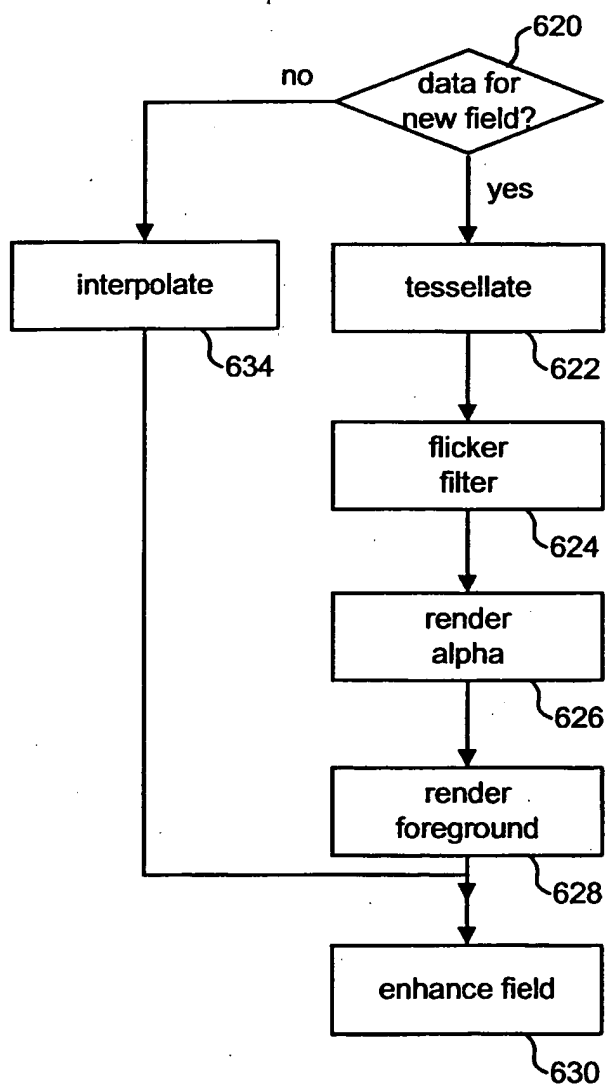 620
data for
new field?
no
yes
interpolate
634
tessellate
622
flicker
filter
624
render
alpha
626
render
foreground
628
enhance field
630